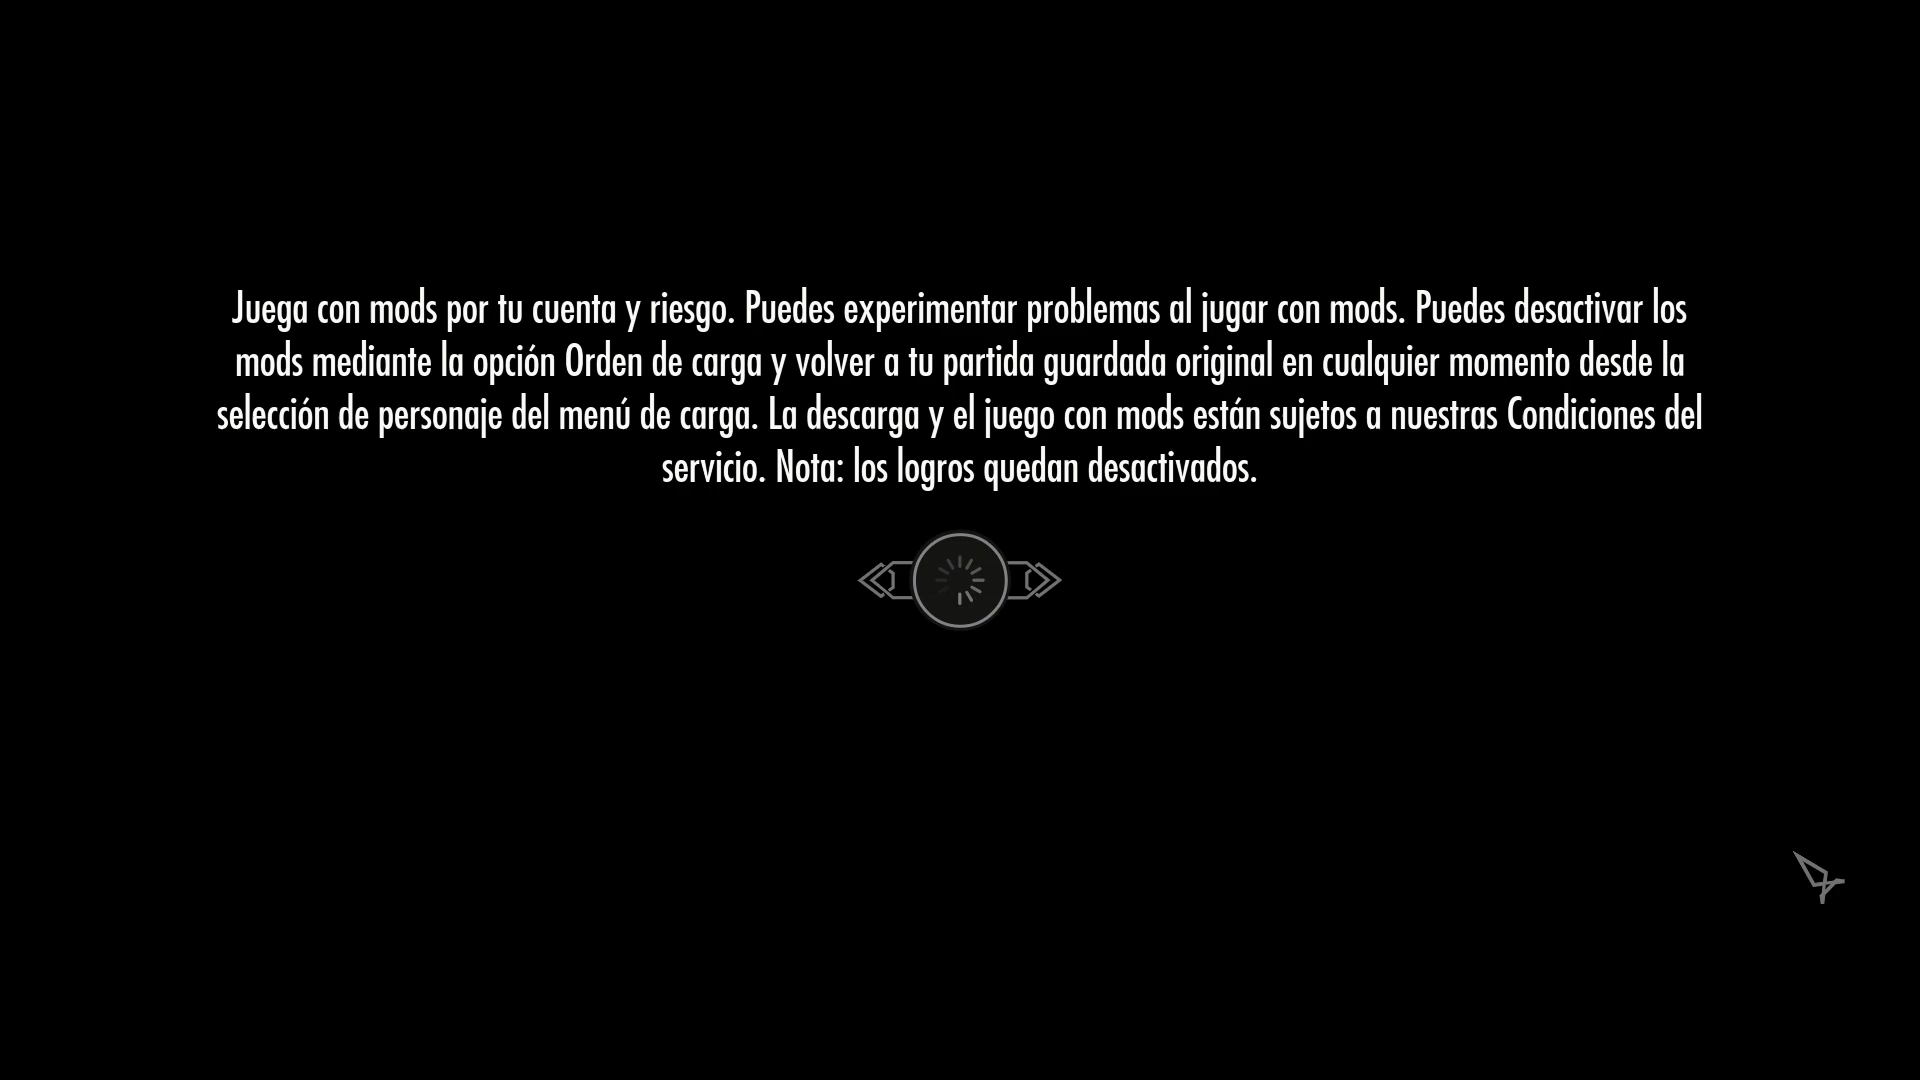 Juega con mods por tu cuenta y riesgo. Puedes experimentar problemas al jugar con mods. Puedes desactivar los
mods mediante la opción Orden de carga y volver a tu partida guardada original en cualquier momento desde la
selección de personaje del menú de carga. La descarga y el juego con mods están sujetos a nuestras Condiciones del
servicio. Nota: los logros quedan desactivados.